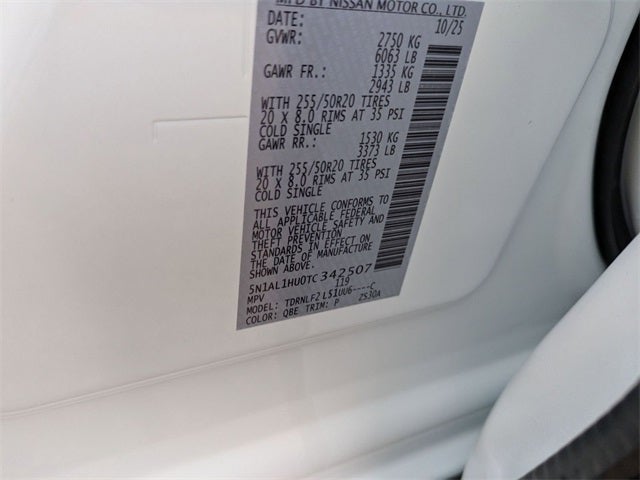 MFD BY NISSAN MOTOR CO., LTD.
DATE: 10/25
GVWR: 2750 KG
6063 LB
GAWR FR.: 1335 KG
2943 LB
WITH 255/50R20 TIRES
20 X 8.0 RIMS AT 35 PSI
COLD SINGLE
GAWR RR.: 1530 KG
3373 LB
WITH 255/50R20 TIRES
20 X 8.0 RIMS AT 35 PSI
COLD SINGLE
THIS VEHICLE CONFORMS TO
ALL APPLICABLE FEDERAL
MOTOR VEHICLE SAFETY AND
THEFT PREVENTION
STANDARDS IN EFFECT ON
THE DATE OF MANUFACTURE
SHOWN ABOVE.
5N1AL1HU0TC342507
MPV 119
MODEL: TDRNLF2 L51UU6----C
COLOR: QBE TRIM: P ZS30A